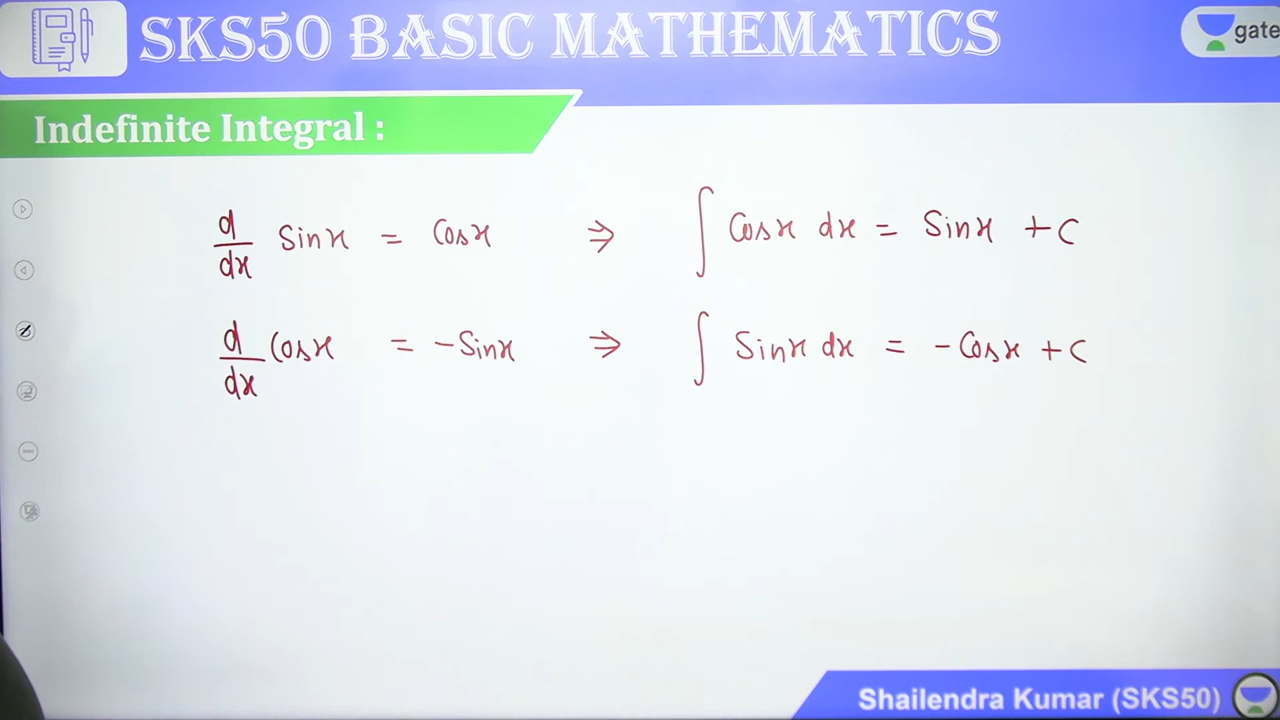 SKS50 BASIC MATHEMATICS
gate
Indefinite Integral :
d/dx Sinx = Cosx ⇒ ∫ Cosx dx = Sinx + C
d/dx Cosx = -Sinx ⇒ ∫ Sinx dx = -Cosx + C
Shailendra Kumar (SKS50)